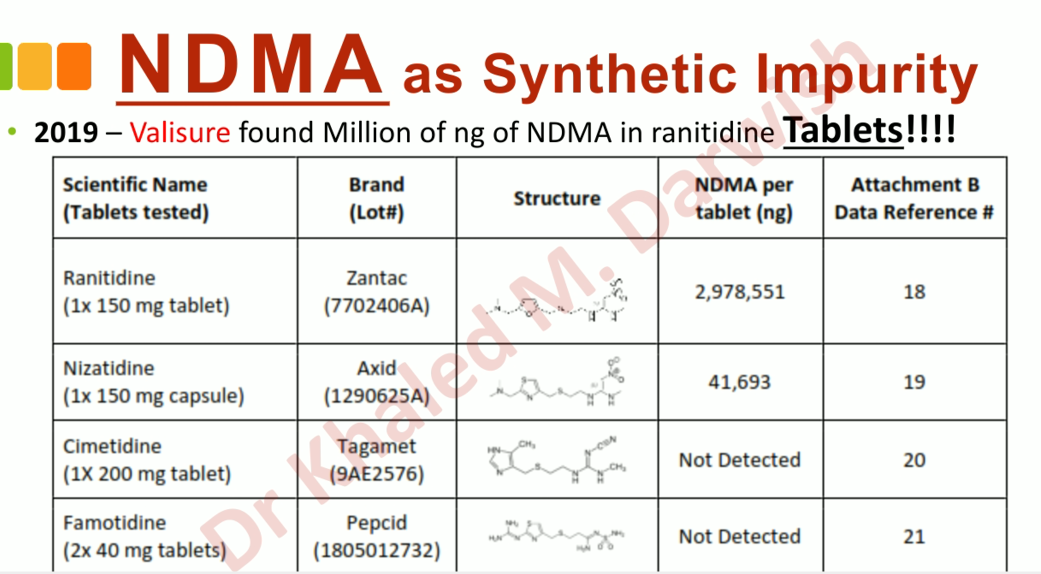 NDMA as Synthetic Impurity
• 2019 – Valisure found Million of ng of NDMA in ranitidine Tablets!!!!
Scientific Name
(Tablets tested)
Brand
(Lot#)
Structure
NDMA per
tablet (ng)
Attachment B
Data Reference #
Ranitidine
(1x 150 mg tablet)
Zantac
(7702406A)
2,978,551
18
Nizatidine
(1x 150 mg capsule)
Axid
(1290625A)
41,693
19
Cimetidine
(1X 200 mg tablet)
Tagamet
(9AE2576)
Not Detected
20
Famotidine
(2x 40 mg tablets)
Pepcid
(1805012732)
Not Detected
21
Dr Khaled M. Darwish